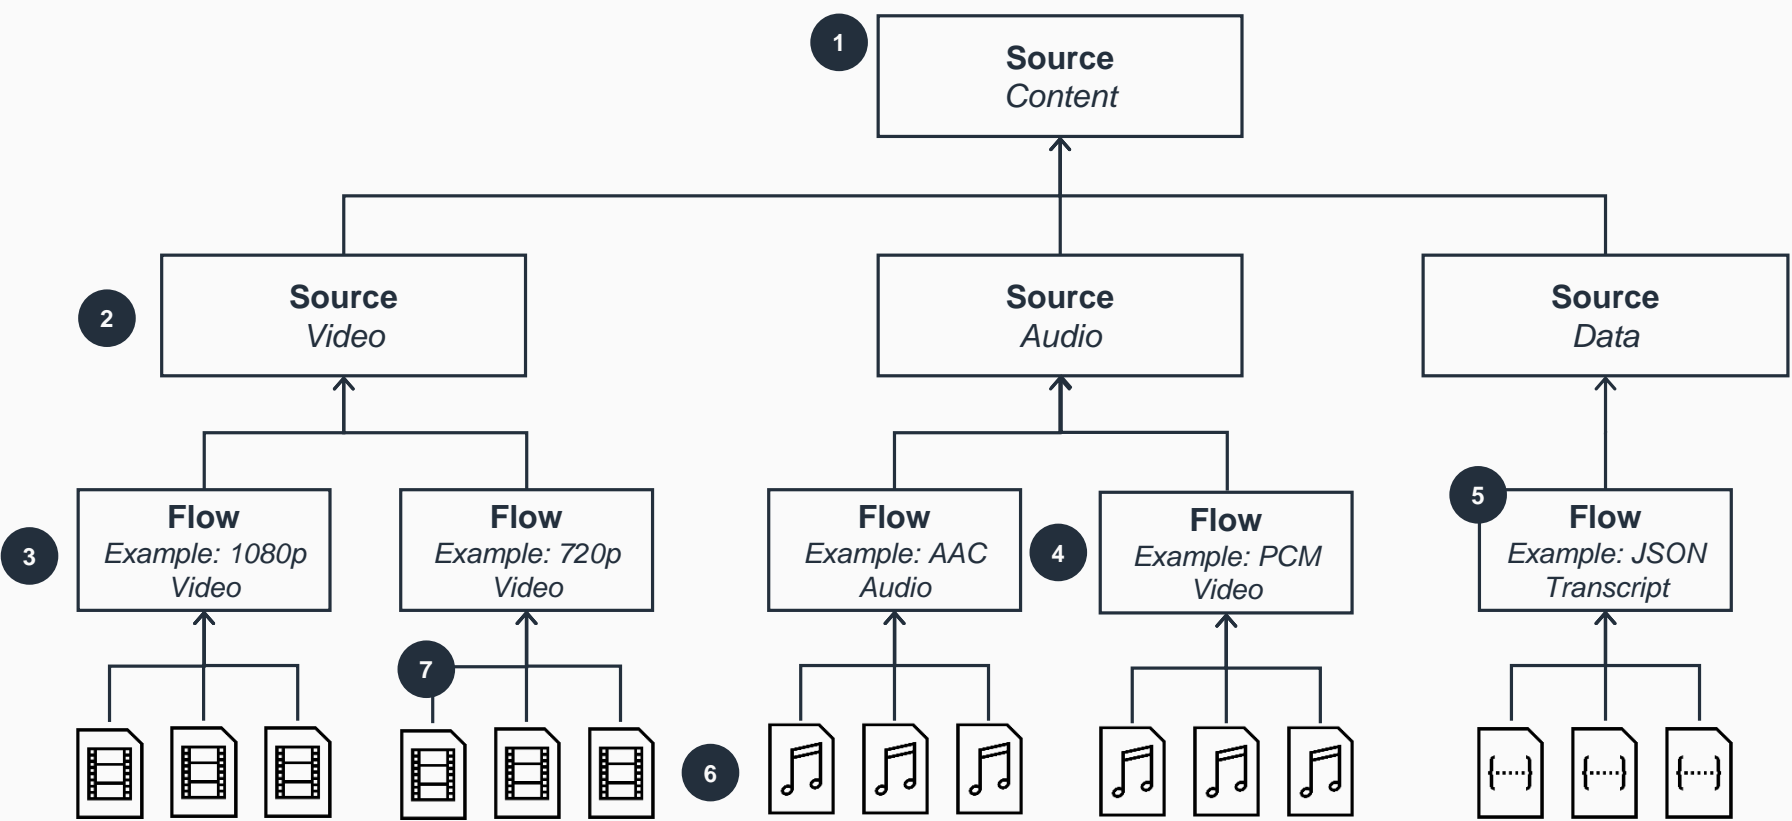 1
Source
Content
2
Source
Video
Source
Audio
Source
Data
3
Flow
Example: 1080p
Video
Flow
Example: 720p
Video
Flow
Example: AAC
Audio
4
Flow
Example: PCM
Video
5
Flow
Example: JSON
Transcript
7
6
{·····}
{·····}
{·····}